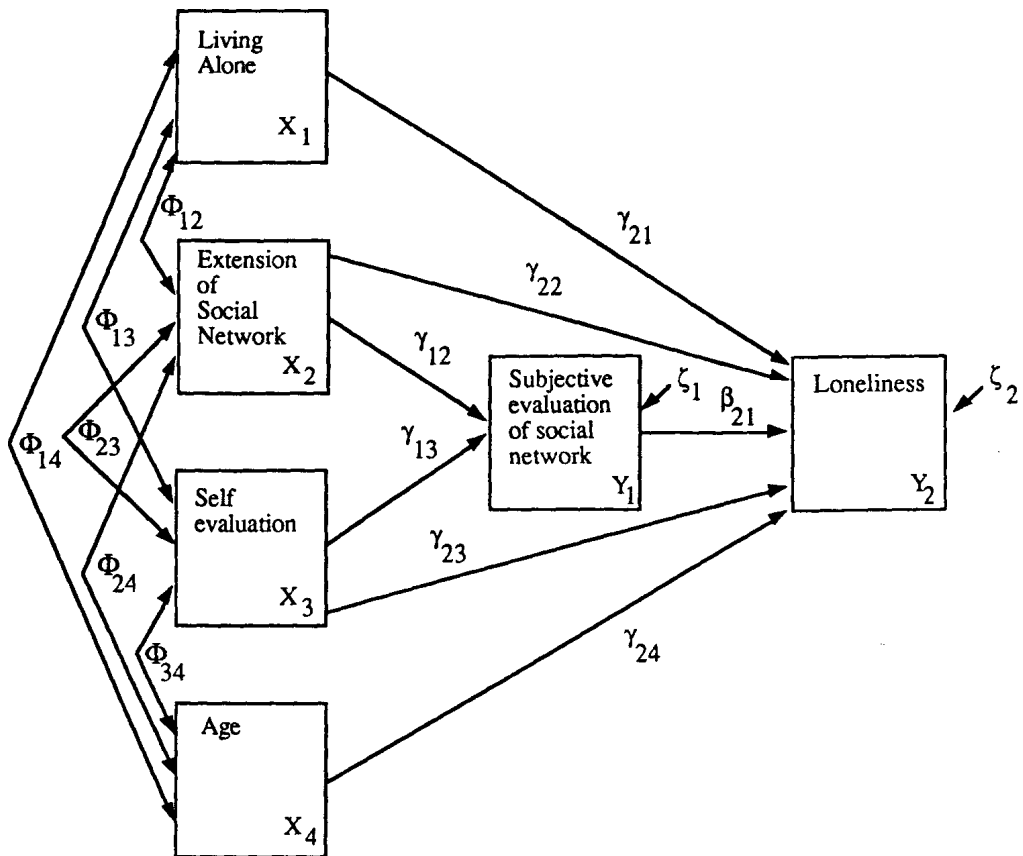 Living
Alone
X₁
Φ₁₂
γ₂₁
Extension
of
Social
Network
X₂
γ₂₂
Φ₁₃
γ₁₂
Subjective
evaluation
of social
network
Y₁
ζ₁
β₂₁
Loneliness
Y₂
ζ₂
Φ₂₃
Φ₁₄
γ₁₃
Self
evaluation
X₃
γ₂₃
Φ₂₄
Φ₃₄
γ₂₄
Age
X₄